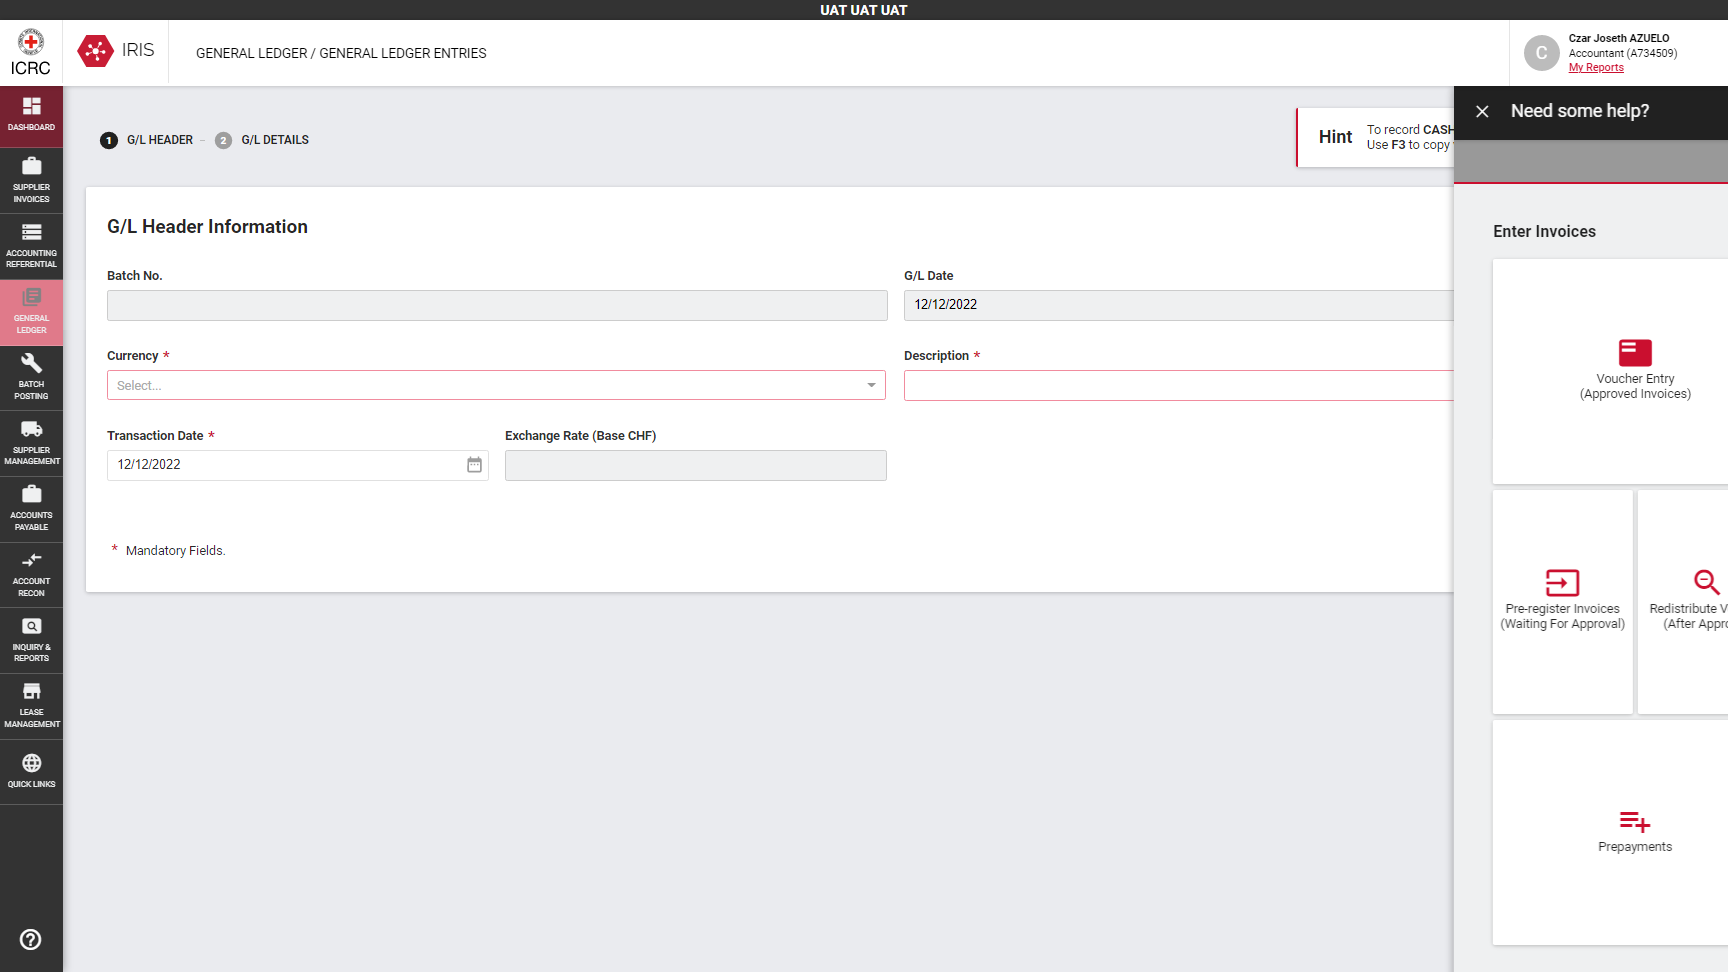 UAT UAT UAT
ICRC
IRIS
GENERAL LEDGER / GENERAL LEDGER ENTRIES
C
Czar Joseth AZUELO
Accountant (A734509)
My Reports
DASHBOARD
SUPPLIER
INVOICES
ACCOUNTING
REFERENTIAL
GENERAL
LEDGER
BATCH
POSTING
SUPPLIER
MANAGEMENT
ACCOUNTS
PAYABLE
ACCOUNT
RECON
INQUIRY &
REPORTS
LEASE
MANAGEMENT
QUICK LINKS
1 G/L HEADER – 2 G/L DETAILS
Hint
To record CASH
Use F3 to copy
G/L Header Information
Batch No.
G/L Date
12/12/2022
Currency *
Select...
Description *
Transaction Date *
12/12/2022
Exchange Rate (Base CHF)
* Mandatory Fields.
Need some help?
Enter Invoices
Voucher Entry
(Approved Invoices)
Pre-register Invoices
(Waiting For Approval)
Redistribute V
(After Appro
Prepayments